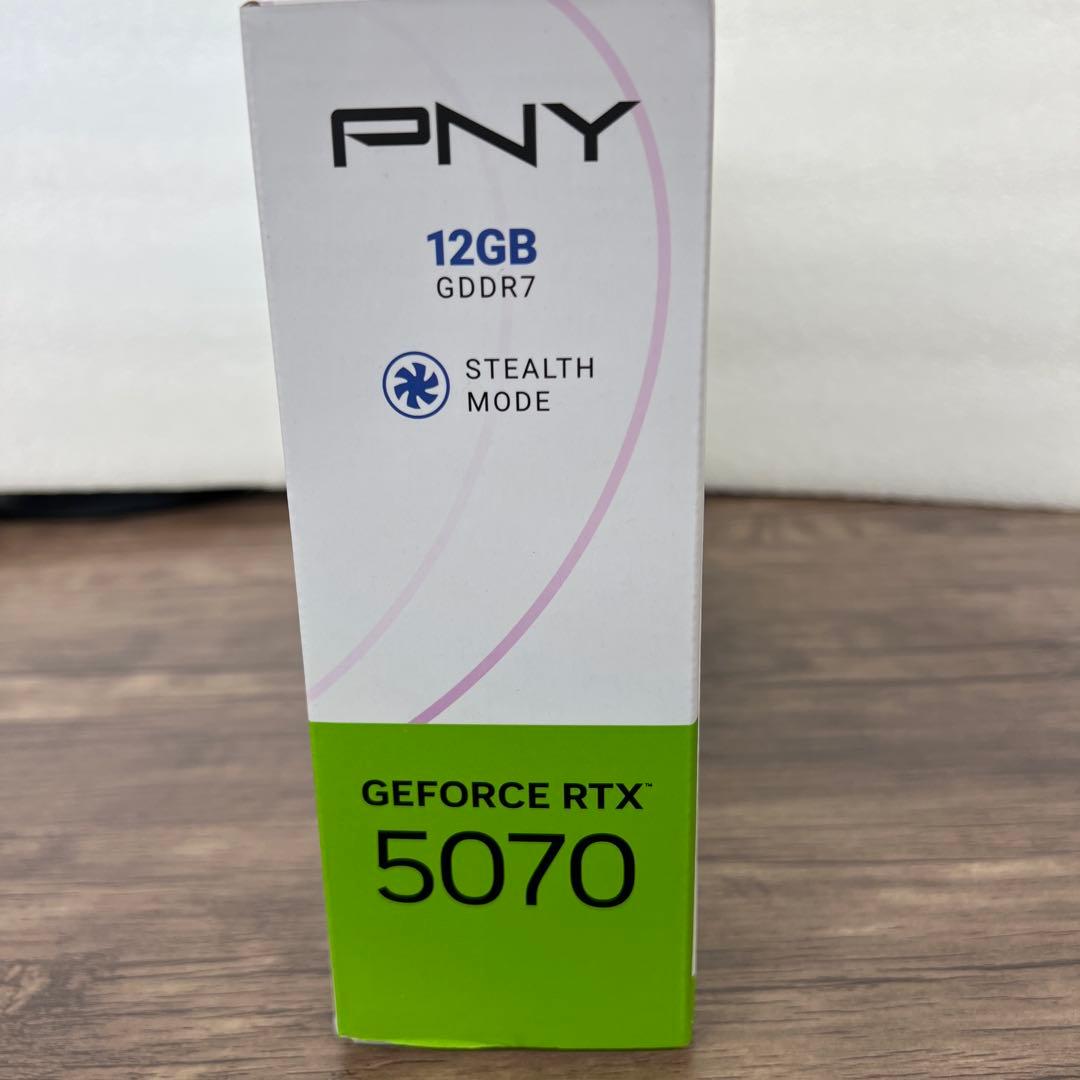 PNY
12GB
GDDR7
STEALTH
MODE
GEFORCE RTX™
5070